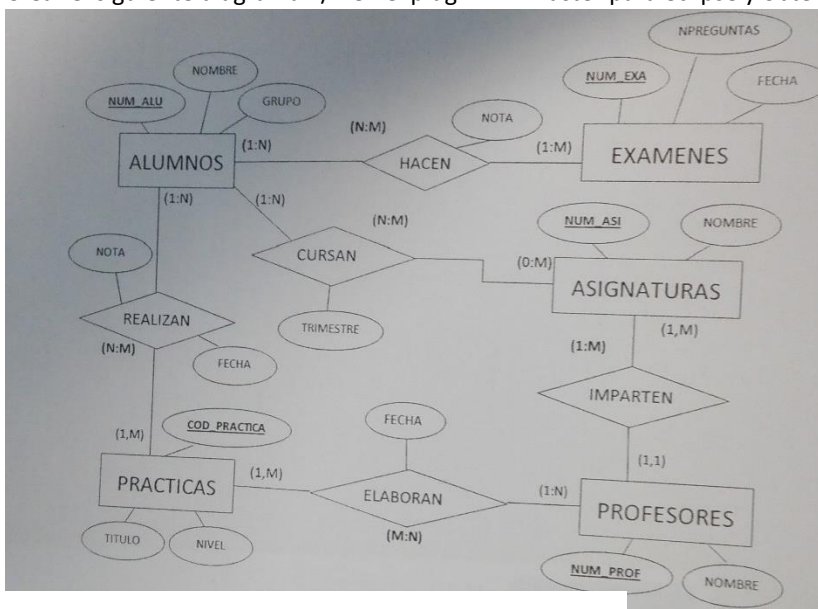 NPREGUNTAS
NOMBRE
NUM_EXA
FECHA
NUM_ALU
GRUPO
NOTA
(N:M)
(1:N)
ALUMNOS
HACEN
(1:M)
EXAMENES
(1:N)
(1:N)
(N:M)
NUM_ASI
NOMBRE
NOTA
CURSAN
(0:M)
ASIGNATURAS
REALIZAN
TRIMESTRE
(N:M)
(1:M)
(1,M)
FECHA
IMPARTEN
FECHA
COD_PRACTICA
(1,M)
(1,1)
(1,M)
PRACTICAS
ELABORAN
(1:N)
PROFESORES
(M:N)
TITULO
NIVEL
NUM_PROF
NOMBRE